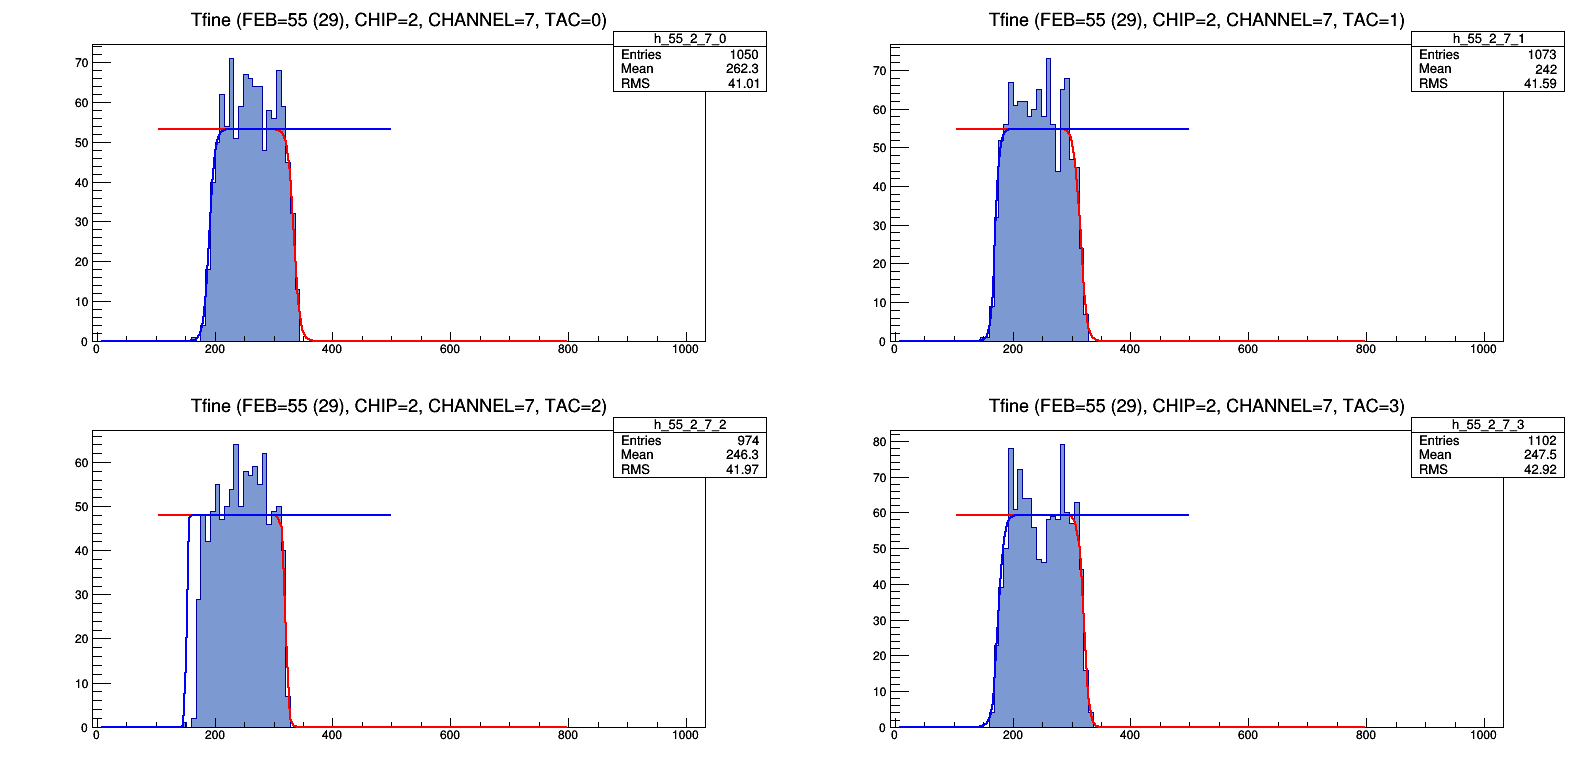 Tfine (FEB=55 (29), CHIP=2, CHANNEL=7, TAC=0)
h_55_2_7_0
Entries 1050
Mean 262.3
RMS 41.01
70
60
50
40
30
20
10
0
0 200 400 600 800 1000
Tfine (FEB=55 (29), CHIP=2, CHANNEL=7, TAC=1)
h_55_2_7_1
Entries 1073
Mean 242
RMS 41.59
70
60
50
40
30
20
10
0
0 200 400 600 800 1000
Tfine (FEB=55 (29), CHIP=2, CHANNEL=7, TAC=2)
h_55_2_7_2
Entries 974
Mean 246.3
RMS 41.97
60
50
40
30
20
10
0
0 200 400 600 800 1000
Tfine (FEB=55 (29), CHIP=2, CHANNEL=7, TAC=3)
h_55_2_7_3
Entries 1102
Mean 247.5
RMS 42.92
80
70
60
50
40
30
20
10
0
0 200 400 600 800 1000